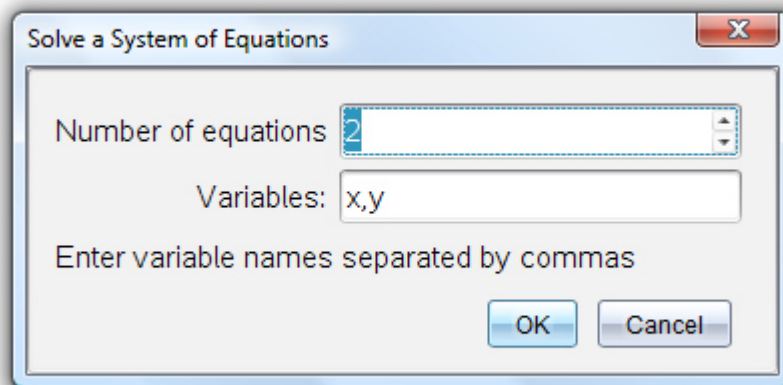 Solve a System of Equations
Number of equations 2
Variables: x,y
Enter variable names separated by commas
OK Cancel